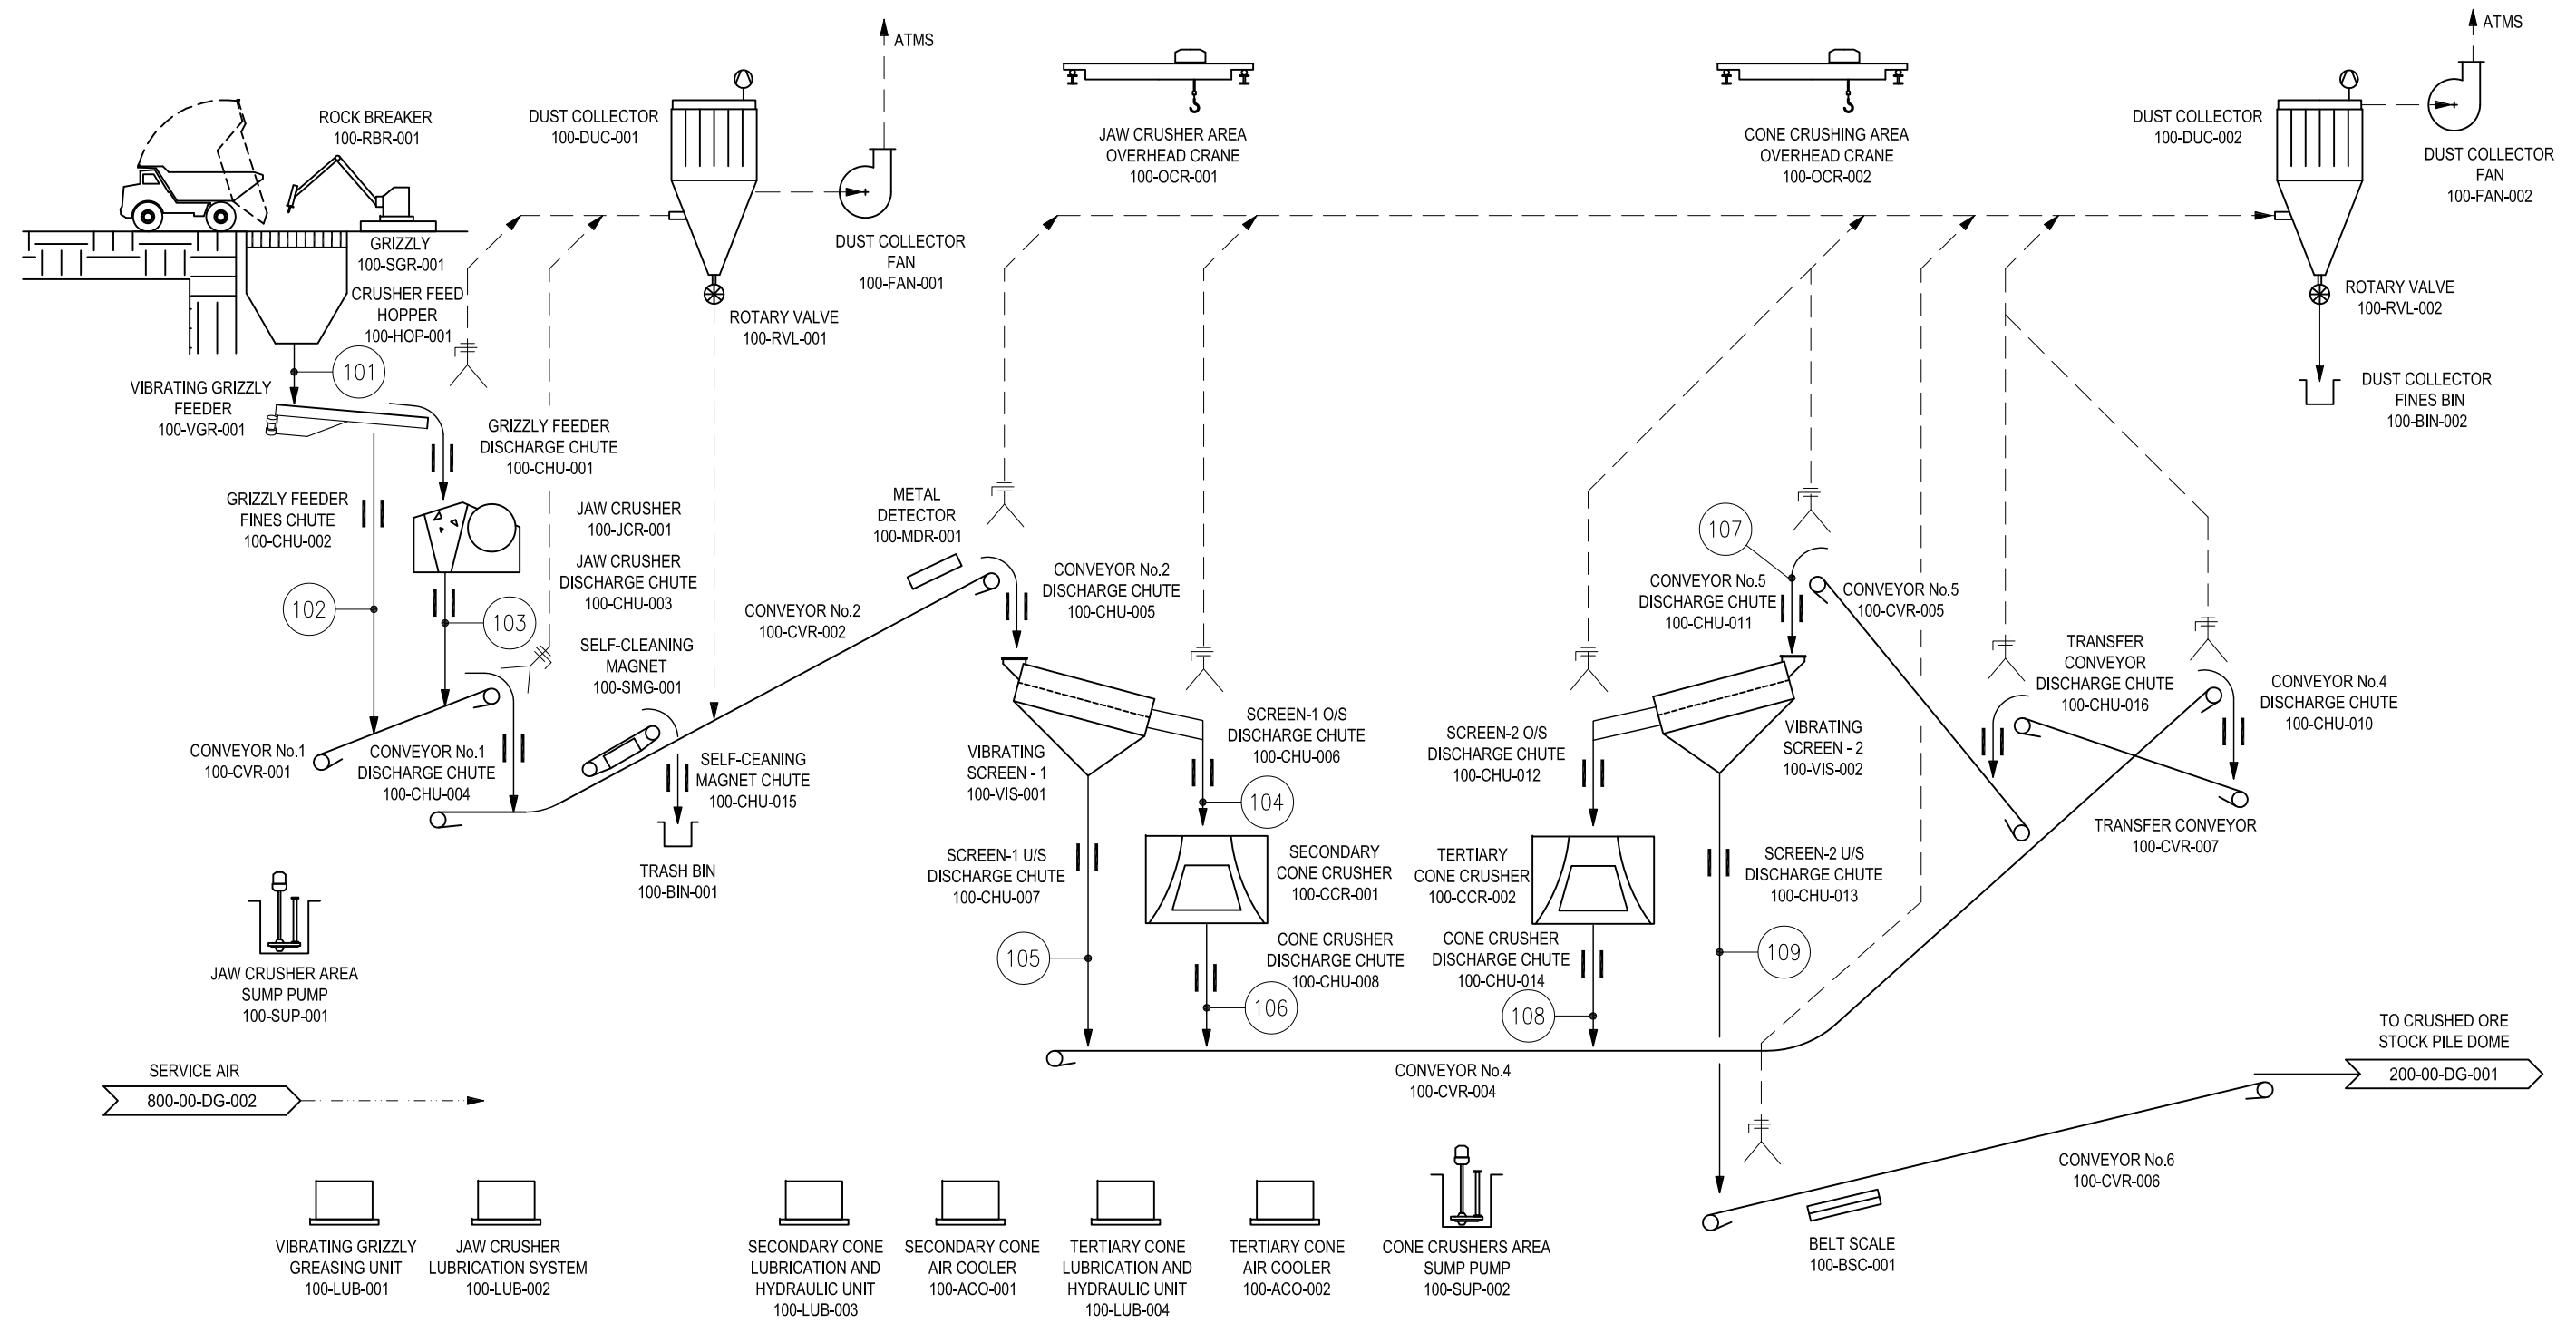 ATMS
ATMS
ROCK BREAKER
100-RBR-001
DUST COLLECTOR
100-DUC-001
JAW CRUSHER AREA
OVERHEAD CRANE
100-OCR-001
CONE CRUSHING AREA
OVERHEAD CRANE
100-OCR-002
DUST COLLECTOR
100-DUC-002
DUST COLLECTOR
FAN
100-FAN-002
GRIZZLY
100-SGR-001
CRUSHER FEED
HOPPER
100-HOP-001
DUST COLLECTOR
FAN
100-FAN-001
ROTARY VALVE
100-RVL-001
ROTARY VALVE
100-RVL-002
101
VIBRATING GRIZZLY
FEEDER
100-VGR-001
DUST COLLECTOR
FINES BIN
100-BIN-002
GRIZZLY FEEDER
DISCHARGE CHUTE
100-CHU-001
GRIZZLY FEEDER
FINES CHUTE
100-CHU-002
JAW CRUSHER
100-JCR-001
JAW CRUSHER
DISCHARGE CHUTE
100-CHU-003
METAL
DETECTOR
100-MDR-001
107
102
103
CONVEYOR No.2
100-CVR-002
CONVEYOR No.2
DISCHARGE CHUTE
100-CHU-005
CONVEYOR No.5
DISCHARGE CHUTE
100-CHU-011
CONVEYOR No.5
100-CVR-005
SELF-CLEANING
MAGNET
100-SMG-001
TRANSFER
CONVEYOR
DISCHARGE CHUTE
100-CHU-016
CONVEYOR No.4
DISCHARGE CHUTE
100-CHU-010
CONVEYOR No.1
100-CVR-001
CONVEYOR No.1
DISCHARGE CHUTE
100-CHU-004
SELF-CEANING
MAGNET CHUTE
100-CHU-015
VIBRATING
SCREEN - 1
100-VIS-001
SCREEN-1 O/S
DISCHARGE CHUTE
100-CHU-006
SCREEN-2 O/S
DISCHARGE CHUTE
100-CHU-012
VIBRATING
SCREEN - 2
100-VIS-002
104
TRANSFER CONVEYOR
100-CVR-007
TRASH BIN
100-BIN-001
SCREEN-1 U/S
DISCHARGE CHUTE
100-CHU-007
SECONDARY
CONE CRUSHER
100-CCR-001
TERTIARY
CONE CRUSHER
100-CCR-002
SCREEN-2 U/S
DISCHARGE CHUTE
100-CHU-013
105
CONE CRUSHER
DISCHARGE CHUTE
100-CHU-008
CONE CRUSHER
DISCHARGE CHUTE
100-CHU-014
109
106
108
JAW CRUSHER AREA
SUMP PUMP
100-SUP-001
TO CRUSHED ORE
STOCK PILE DOME
200-00-DG-001
SERVICE AIR
800-00-DG-002
CONVEYOR No.4
100-CVR-004
CONVEYOR No.6
100-CVR-006
VIBRATING GRIZZLY
GREASING UNIT
100-LUB-001
JAW CRUSHER
LUBRICATION SYSTEM
100-LUB-002
SECONDARY CONE
LUBRICATION AND
HYDRAULIC UNIT
100-LUB-003
SECONDARY CONE
AIR COOLER
100-ACO-001
TERTIARY CONE
LUBRICATION AND
HYDRAULIC UNIT
100-LUB-004
TERTIARY CONE
AIR COOLER
100-ACO-002
CONE CRUSHERS AREA
SUMP PUMP
100-SUP-002
BELT SCALE
100-BSC-001